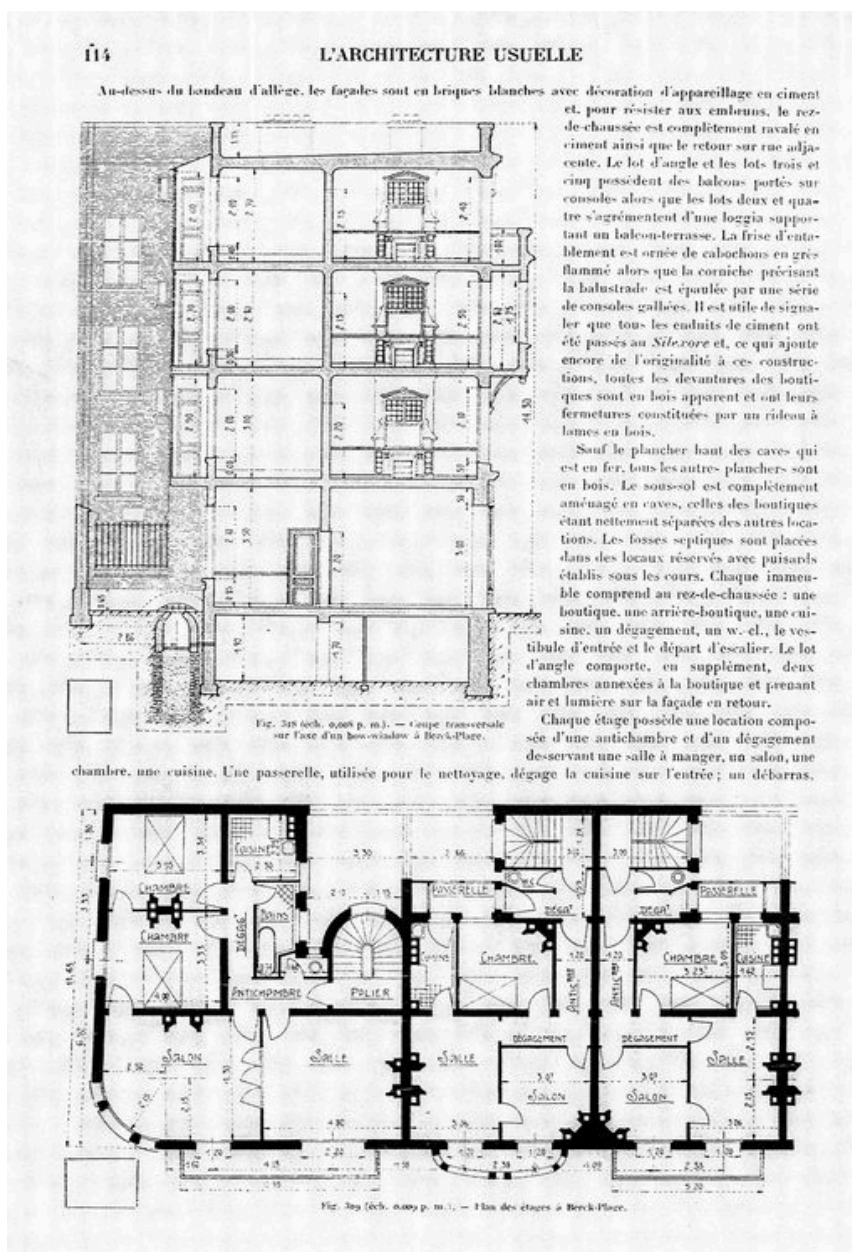 114
L'ARCHITECTURE USUELLE
Au-dessus du bandeau d'allège, les façades sont en briques blanches avec décoration d'appareillage en ciment
et, pour résister aux embruns, le rez-
de-chaussée est complètement ravalé en
ciment ainsi que le retour sur rue adja-
cente. Le lot d'angle et les lots trois et
cinq possèdent des balcons portés sur
consoles alors que les lots deux et qua-
tre s'agrémentent d'une loggia suppor-
tant un balcon-terrasse. La frise d'enta-
blement est ornée de cabochons en grès
flammé alors que la corniche précisant
la balustrade est épaulée par une série
de consoles galbées. Il est utile de signa-
ler que tous les enduits de ciment ont
été passés au Silexore et, ce qui ajoute
encore de l'originalité à ces construc-
tions, toutes les devantures des bouti-
ques sont en bois apparent et ont leurs
fermetures constituées par un rideau à
lames en bois.
Sauf le plancher haut des caves qui
est en fer, tous les autres planchers sont
en bois. Le sous-sol est complètement
aménagé en caves, celles des boutiques
étant nettement séparées des autres loca-
tions. Les fosses septiques sont placées
dans des locaux réservés avec puisards
établis sous les cours. Chaque immeu-
ble comprend au rez-de-chaussée : une
boutique, une arrière-boutique, une cui-
sine, un dégagement, un w.-cl., le ves-
tibule d'entrée et le départ d'escalier. Le lot
d'angle comporte, en supplément, deux
chambres annexées à la boutique et prenant
air et lumière sur la façade en retour.
Fig. 328 (éch. 0,008 p. m.). — Coupe transversale
sur l'axe d'un bow-window à Berck-Plage.
Chaque étage possède une location compo-
sée d'une antichambre et d'un dégagement
desservant une salle à manger, un salon, une
chambre, une cuisine. Une passerelle, utilisée pour le nettoyage, dégage la cuisine sur l'entrée ; un débarras,
CHAMBRE
CUISINE
PASSERELLE
DÉGAT
DÉGAT
PASSERELLE
CHAMBRE
DÉGAT
BAINS
CUISINE
CHAMBRE
CHAMBRE
CUISINE
ANTICHAMBRE
PALIER
SALON
SALLE
SALLE
DÉGAGEMENT
SALON
DÉGAGEMENT
SALON
SALLE
Fig. 329 (éch. 0,009 p. m.). — Plan des étages à Berck-Plage.